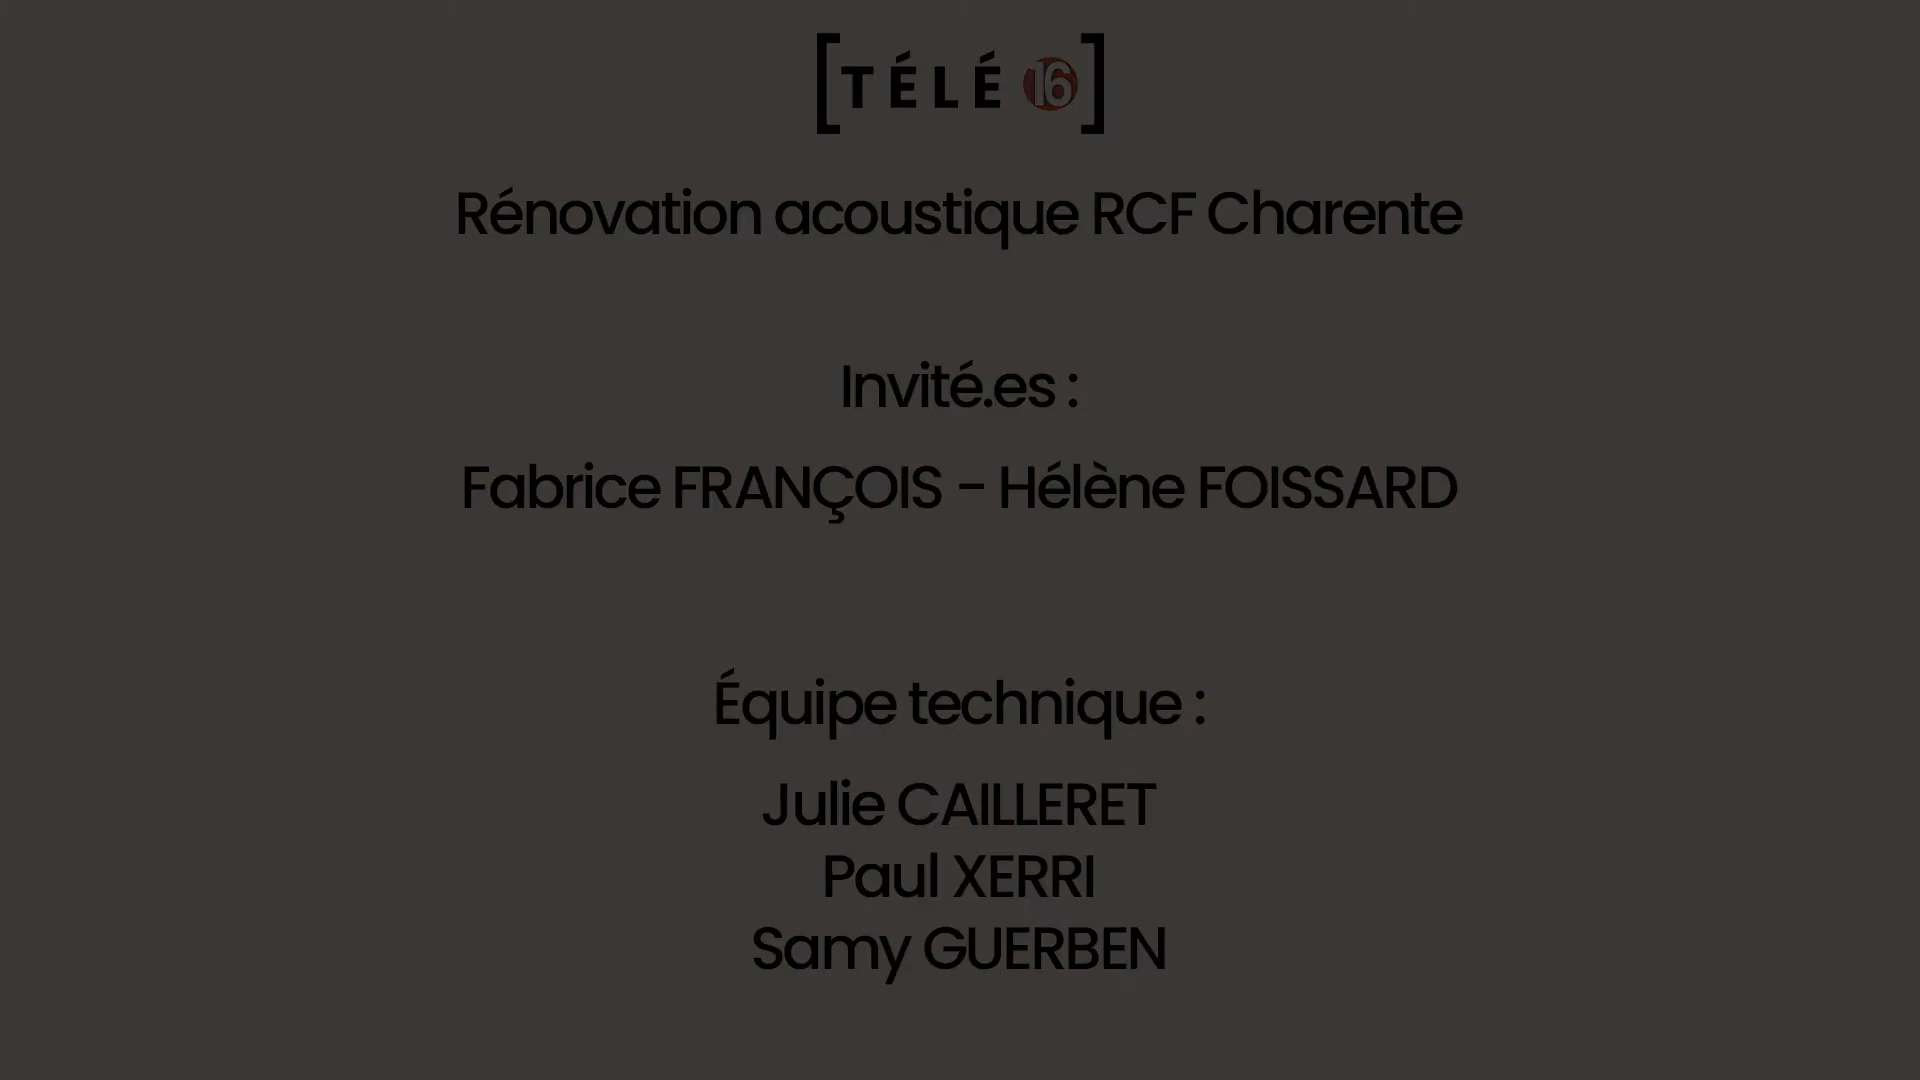 [TÉLÉ 16]
Rénovation acoustique RCF Charente
Invité.es :
Fabrice FRANÇOIS - Hélène FOISSARD
Équipe technique :
Julie CAILLERET
Paul XERRI
Samy GUERBEN